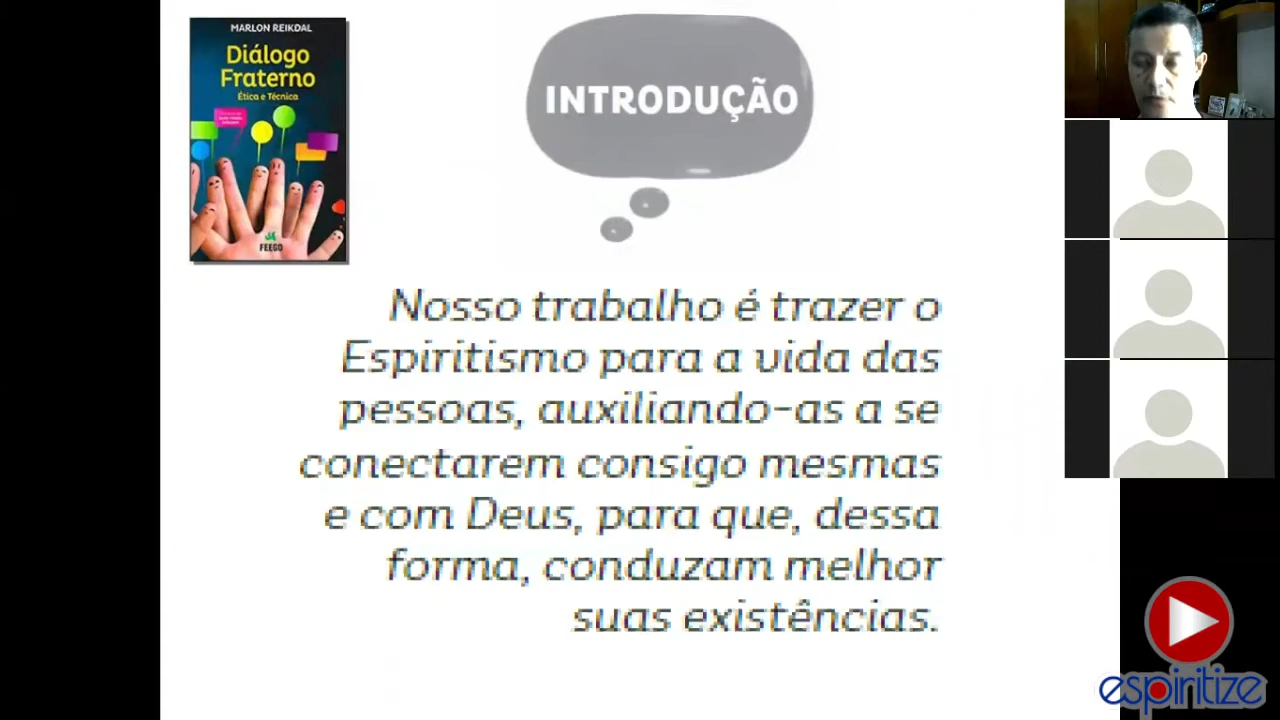 MARLON REIKDAL
Diálogo
Fraterno
Ética e Técnica
FEEGO
INTRODUÇÃO
Nosso trabalho é trazer o
Espiritismo para a vida das
pessoas, auxiliando-as a se
conectarem consigo mesmas
e com Deus, para que, dessa
forma, conduzam melhor
suas existências.
espiritize